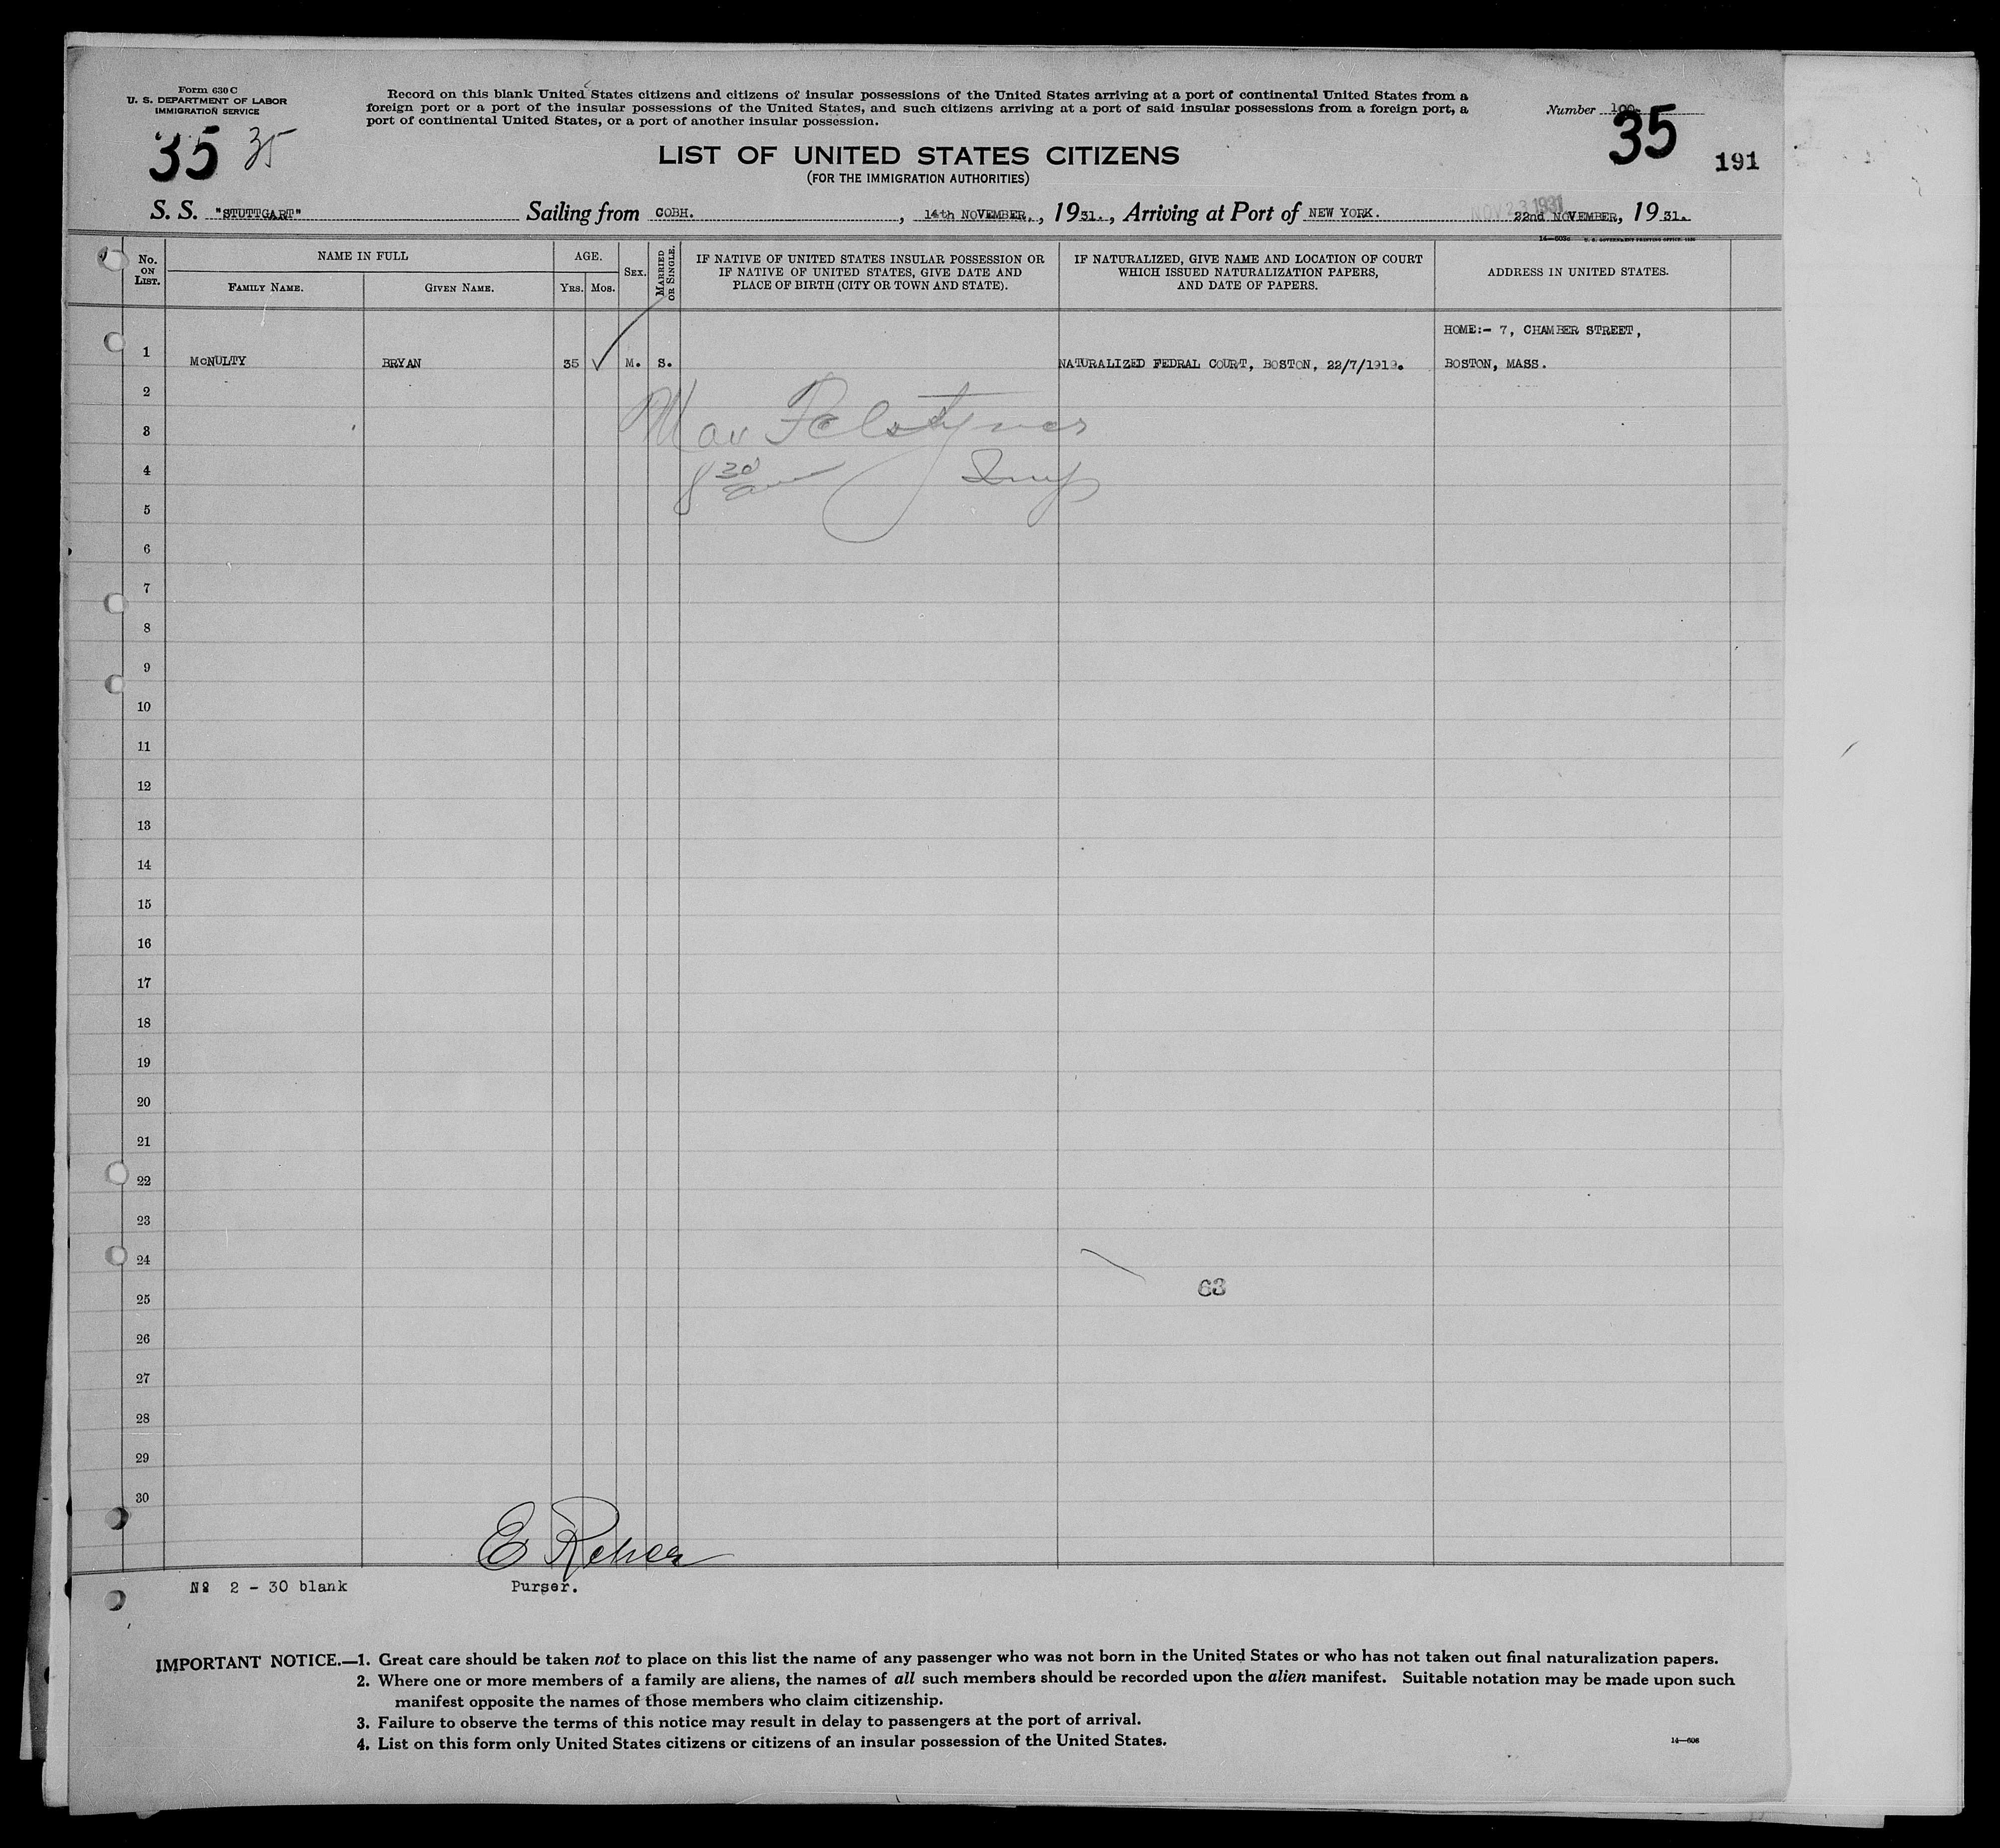 Form 630 C
U. S. DEPARTMENT OF LABOR
IMMIGRATION SERVICE
35 35
Record on this blank United States citizens and citizens of insular possessions of the United States arriving at a port of continental United States from a
foreign port or a port of the insular possessions of the United States, and such citizens arriving at a port of said insular possessions from a foreign port, a
port of continental United States, or a port of another insular possession.
Number 100
35
191
LIST OF UNITED STATES CITIZENS
(FOR THE IMMIGRATION AUTHORITIES)
S. S. "STUTTGART" Sailing from COBH. , 14th NOVEMBER. , 19 31. , Arriving at Port of NEW YORK. NOV 23 1931 22nd NOVEMBER, 19 31.
No. ON LIST.
NAME IN FULL
FAMILY NAME.
GIVEN NAME.
AGE.
YRS. MOS.
SEX.
MARRIED OR SINGLE.
IF NATIVE OF UNITED STATES INSULAR POSSESSION OR
IF NATIVE OF UNITED STATES, GIVE DATE AND
PLACE OF BIRTH (CITY OR TOWN AND STATE).
IF NATURALIZED, GIVE NAME AND LOCATION OF COURT
WHICH ISSUED NATURALIZATION PAPERS,
AND DATE OF PAPERS.
ADDRESS IN UNITED STATES.
HOME:- 7, CHAMBER STREET,
1 McNULTY BRYAN 35 M. S. NATURALIZED FEDRAL COURT, BOSTON, 22/7/1919. BOSTON, MASS.
2
3
4
8 30
Insp
5
6
7
8
9
10
11
12
13
14
15
16
17
18
19
20
21
22
23
24
63
25
26
27
28
29
30
No 2 - 30 blank Purser.
IMPORTANT NOTICE.—1. Great care should be taken not to place on this list the name of any passenger who was not born in the United States or who has not taken out final naturalization papers.
2. Where one or more members of a family are aliens, the names of all such members should be recorded upon the alien manifest. Suitable notation may be made upon such
manifest opposite the names of those members who claim citizenship.
3. Failure to observe the terms of this notice may result in delay to passengers at the port of arrival.
4. List on this form only United States citizens or citizens of an insular possession of the United States.